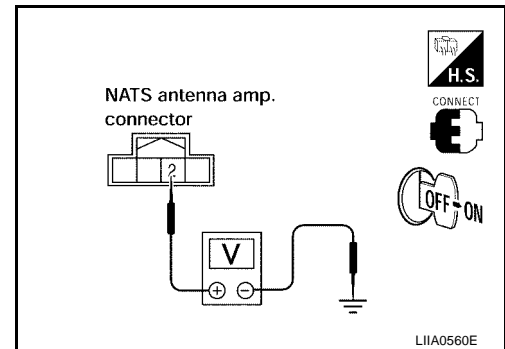 H.S.
NATS antenna amp.
connector
CONNECT
2
OFF ON
V
+ −
LIIA0560E